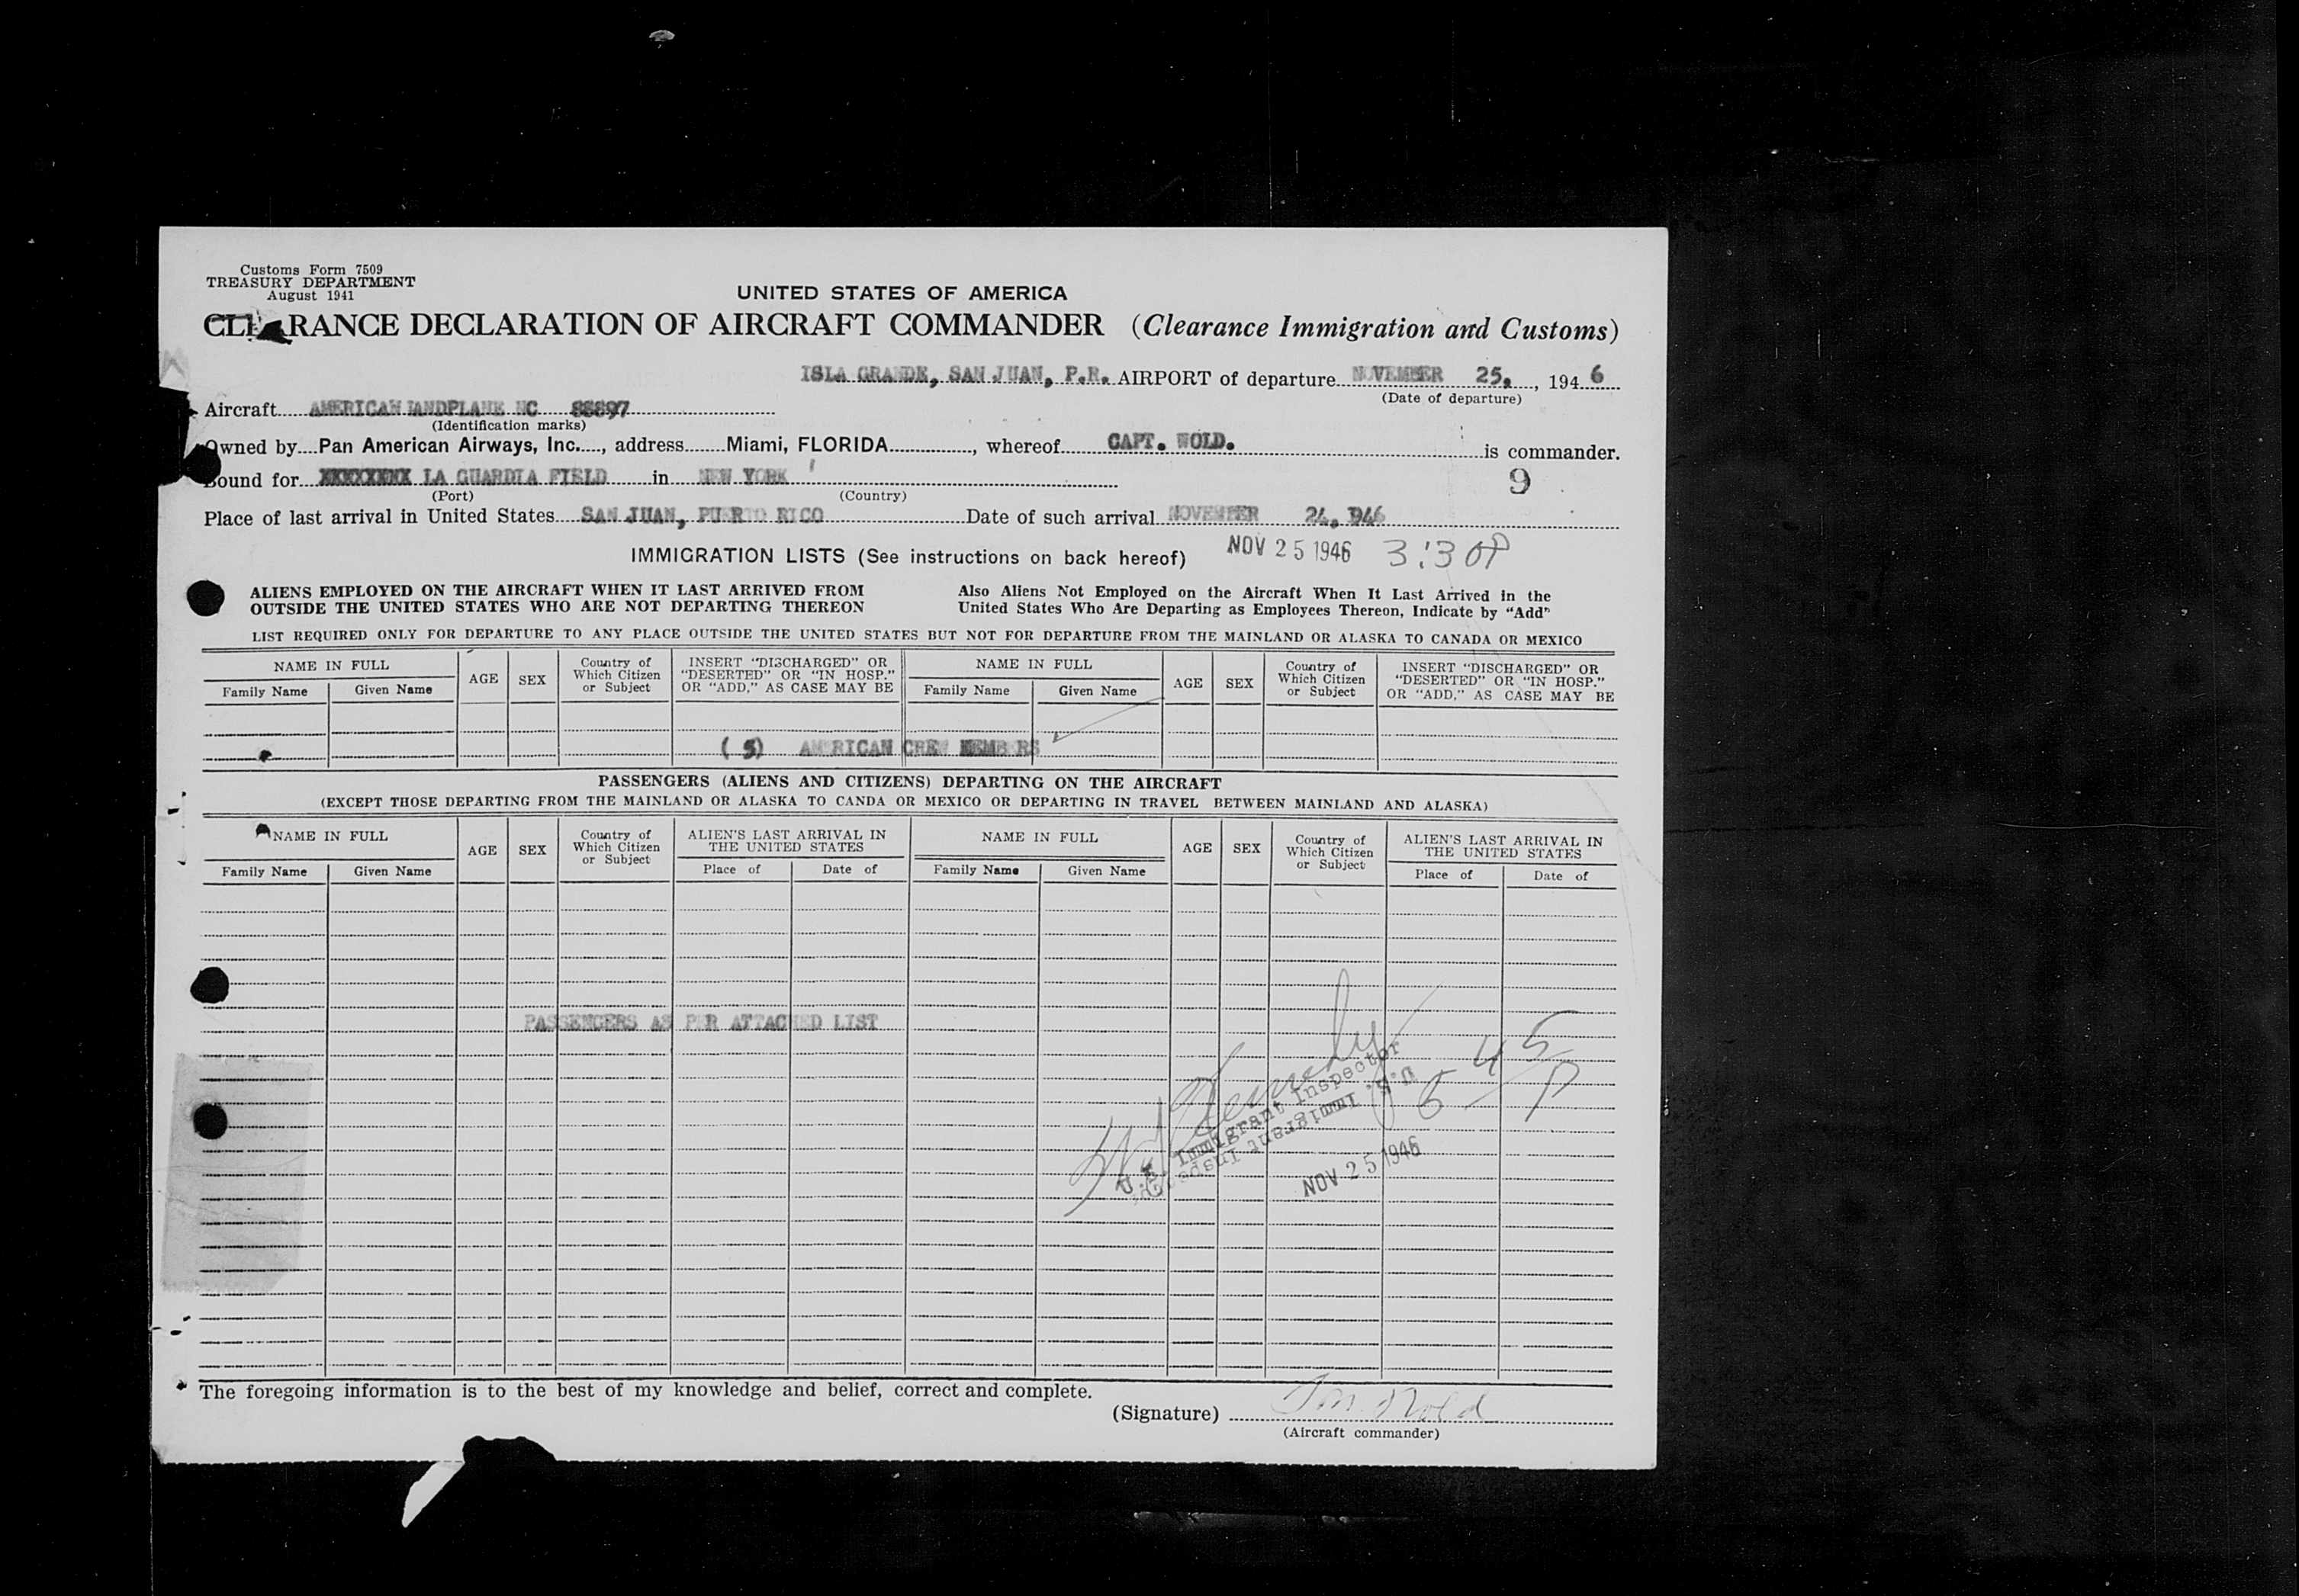 Customs Form 7509
TREASURY DEPARTMENT
August 1941
UNITED STATES OF AMERICA
CLEARANCE DECLARATION OF AIRCRAFT COMMANDER (Clearance Immigration and Customs)
ISLA GRANDE, SAN JUAN, P.R. AIRPORT of departure NOVEMBER 25, , 194 6
(Date of departure)
Aircraft AMERICAN LANDPLANE NC 88897
(Identification marks)
Owned by Pan American Airways, Inc. , address Miami, FLORIDA , whereof CAPT. WOLD. is commander.
Bound for XXXXXXXX LA GUARDIA FIELD in NEW YORK 9
(Port) (Country)
Place of last arrival in United States SAN JUAN, PUERTO RICO Date of such arrival NOVEMBER 24, 1946
IMMIGRATION LISTS (See instructions on back hereof) NOV 25 1946 3:30P
ALIENS EMPLOYED ON THE AIRCRAFT WHEN IT LAST ARRIVED FROM
OUTSIDE THE UNITED STATES WHO ARE NOT DEPARTING THEREON
Also Aliens Not Employed on the Aircraft When It Last Arrived in the
United States Who Are Departing as Employees Thereon, Indicate by "Add"
LIST REQUIRED ONLY FOR DEPARTURE TO ANY PLACE OUTSIDE THE UNITED STATES BUT NOT FOR DEPARTURE FROM THE MAINLAND OR ALASKA TO CANADA OR MEXICO
NAME IN FULL
Family Name Given Name
AGE
SEX
Country of
Which Citizen
or Subject
INSERT "DISCHARGED" OR
"DESERTED" OR "IN HOSP."
OR "ADD," AS CASE MAY BE
NAME IN FULL
Family Name Given Name
AGE
SEX
Country of
Which Citizen
or Subject
INSERT "DISCHARGED" OR
"DESERTED" OR "IN HOSP."
OR "ADD," AS CASE MAY BE
( 5) AMERICAN CREW MEMBERS
PASSENGERS (ALIENS AND CITIZENS) DEPARTING ON THE AIRCRAFT
(EXCEPT THOSE DEPARTING FROM THE MAINLAND OR ALASKA TO CANDA OR MEXICO OR DEPARTING IN TRAVEL BETWEEN MAINLAND AND ALASKA)
NAME IN FULL
Family Name Given Name
AGE
SEX
Country of
Which Citizen
or Subject
ALIEN'S LAST ARRIVAL IN
THE UNITED STATES
Place of Date of
NAME IN FULL
Family Name Given Name
AGE
SEX
Country of
Which Citizen
or Subject
ALIEN'S LAST ARRIVAL IN
THE UNITED STATES
Place of Date of
PASSENGERS AS PER ATTACHED LIST
U.S. Immigrant Inspector
U.S. Immigrant Inspector
6 45 P
NOV 25 1946
The foregoing information is to the best of my knowledge and belief, correct and complete.
(Signature) Wold
(Aircraft commander)